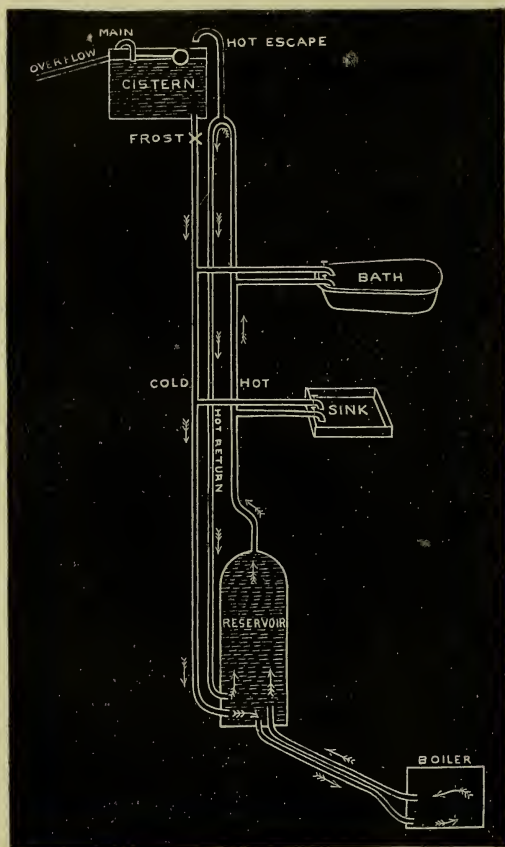 MAIN
HOT ESCAPE
OVERFLOW
CISTERN
FROST
BATH
COLD
HOT
SINK
HOT RETURN
RESERVOIR
BOILER